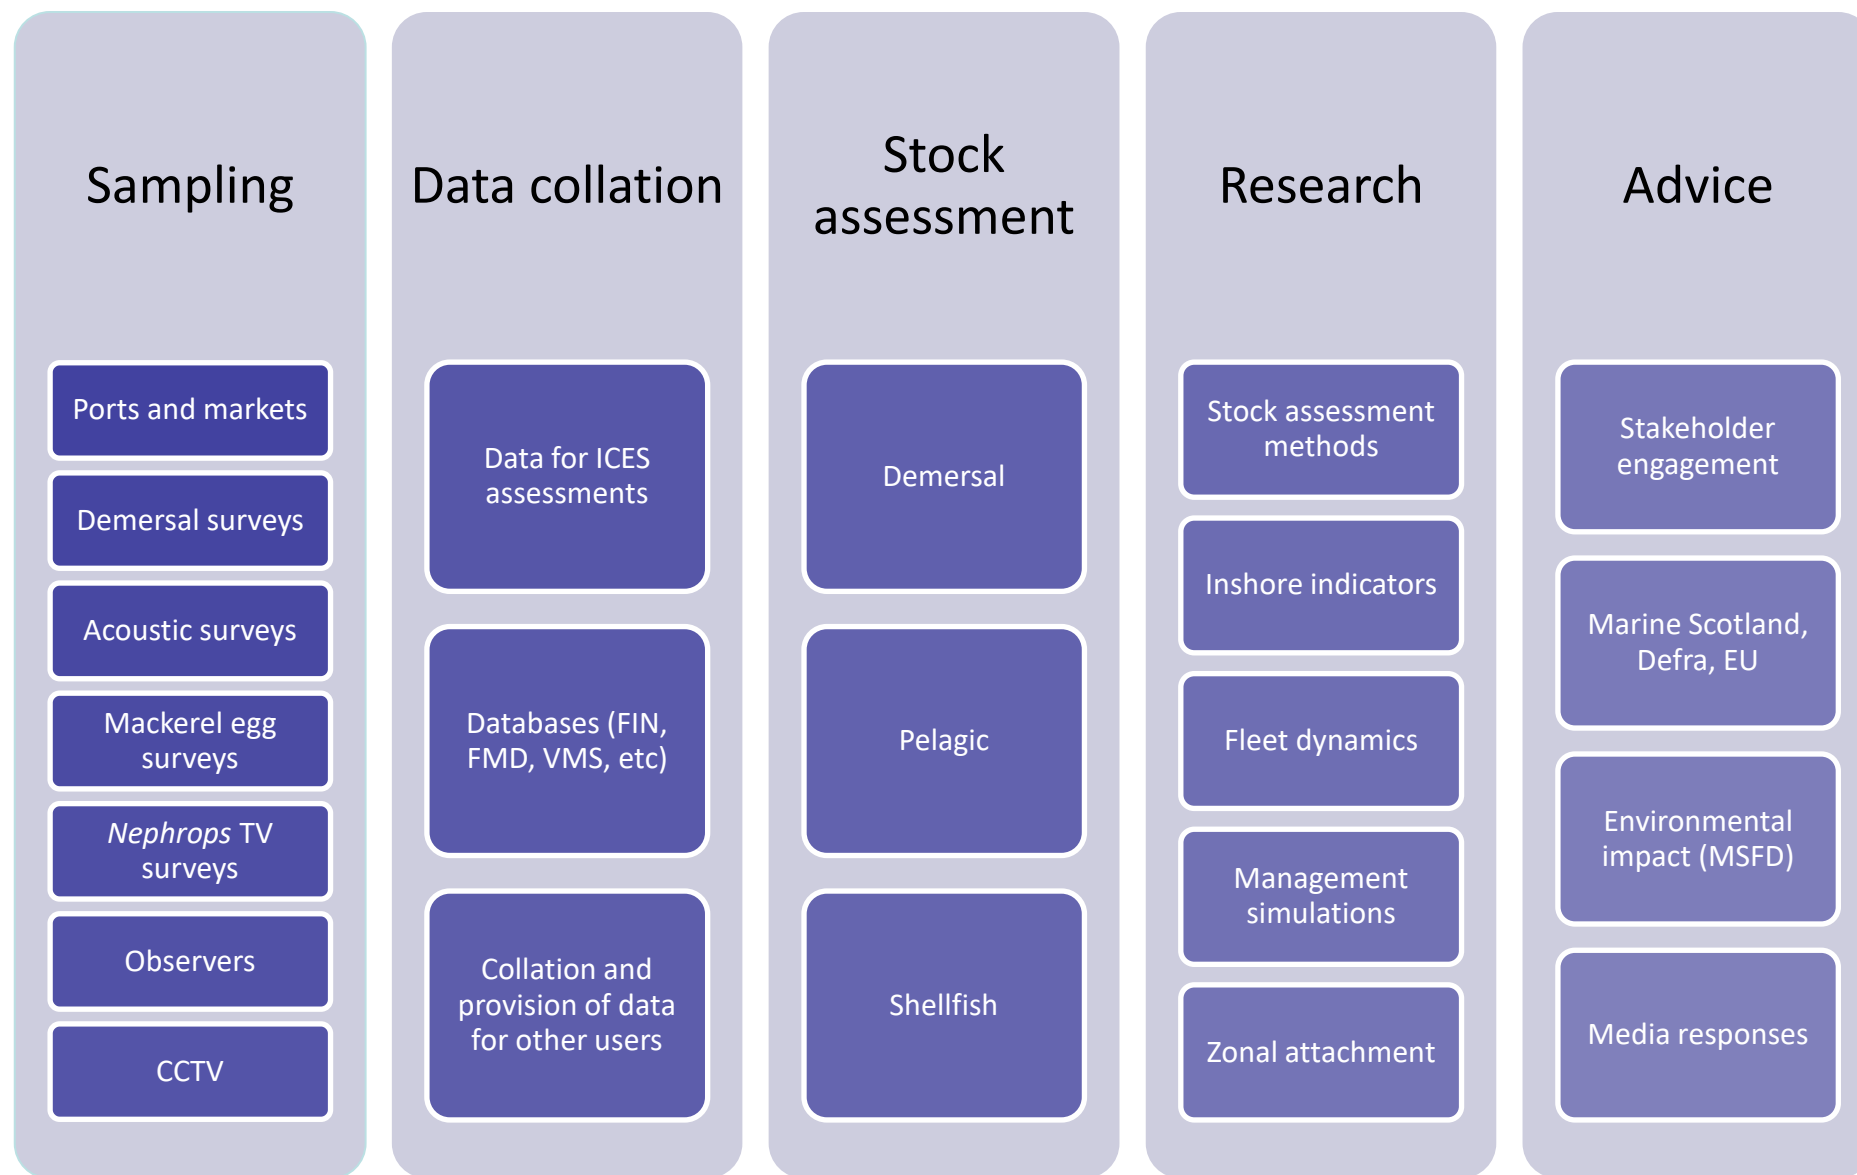 Sampling
Ports and markets
Demersal surveys
Acoustic surveys
Mackerel egg
surveys
Nephrops TV
surveys
Observers
CCTV
Data collation
Data for ICES
assessments
Databases (FIN,
FMD, VMS, etc)
Collation and
provision of data
for other users
Stock
assessment
Demersal
Pelagic
Shellfish
Research
Stock assessment
methods
Inshore indicators
Fleet dynamics
Management
simulations
Zonal attachment
Advice
Stakeholder
engagement
Marine Scotland,
Defra, EU
Environmental
impact (MSFD)
Media responses